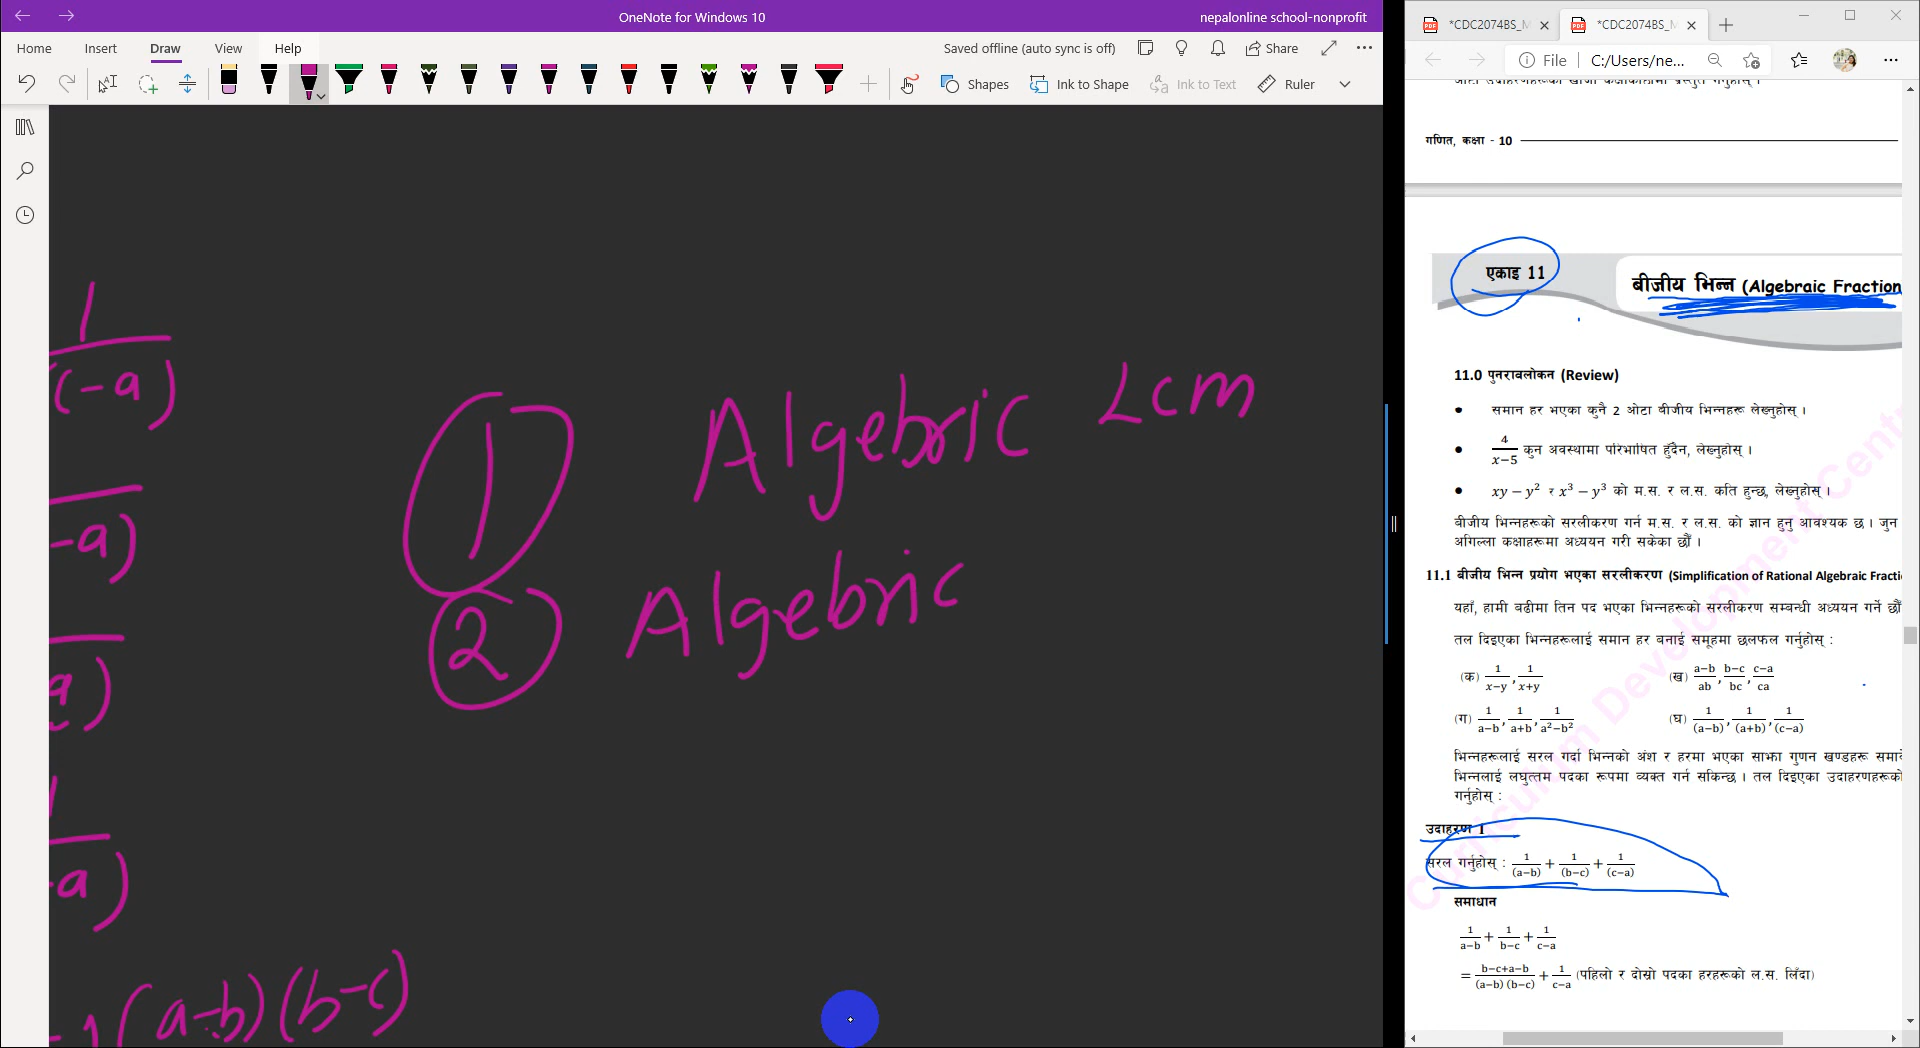 OneNote for Windows 10
nepalonline school-nonprofit
Home Insert Draw View Help
Saved offline (auto sync is off) Share
Shapes Ink to Shape Ink to Text Ruler
1
(-a)
-a)
a)
-a)
-1 (a-b)(b-c)
1 Algebric Lcm
2 Algebric
*CDC2074BS_M *CDC2074BS_M
File C:/Users/ne...
गणित, कक्षा - 10
एकाइ 11
बीजीय भिन्न (Algebraic Fraction
11.0 पुनरावलोकन (Review)
• समान हर भएका कुनै 2 ओटा बीजीय भिन्नहरू लेख्नुहोस् ।
• 4/x−5 कुन अवस्थामा परिभाषित हुँदैन, लेख्नुहोस् ।
• xy − y² र x³ − y³ को म.स. र ल.स. कति हुन्छ, लेख्नुहोस् ।
बीजीय भिन्नहरूको सरलीकरण गर्न म.स. र ल.स. को ज्ञान हुनु आवश्यक छ । जुन
अगिल्ला कक्षाहरूमा अध्ययन गरी सकेका छौँ ।
11.1 बीजीय भिन्न प्रयोग भएका सरलीकरण (Simplification of Rational Algebraic Fracti
यहाँ, हामी बढीमा तिन पद भएका भिन्नहरूको सरलीकरण सम्बन्धी अध्ययन गर्ने छौँ
तल दिइएका भिन्नहरूलाई समान हर बनाई समूहमा छलफल गर्नुहोस् :
(क) 1/x−y , 1/x+y (ख) a−b/ab , b−c/bc , c−a/ca
(ग) 1/a−b , 1/a+b , 1/a²−b² (घ) 1/(a−b) , 1/(a+b) , 1/(c−a)
भिन्नहरूलाई सरल गर्दा भिन्नको अंश र हरमा भएका साझा गुणन खण्डहरू
भिन्नलाई लघुत्तम पदका रूपमा व्यक्त गर्न सकिन्छ । तल दिइएका उदाहरणहरूको
गर्नुहोस् :
उदाहरण 1
सरल गर्नुहोस् : 1/(a−b) + 1/(b−c) + 1/(c−a)
समाधान
1/a−b + 1/b−c + 1/c−a
= b−c+a−b/(a−b)(b−c) + 1/c−a (पहिलो र दोस्रो पदका हरहरूको ल.स. लिँदा)
Curriculum Development Centr